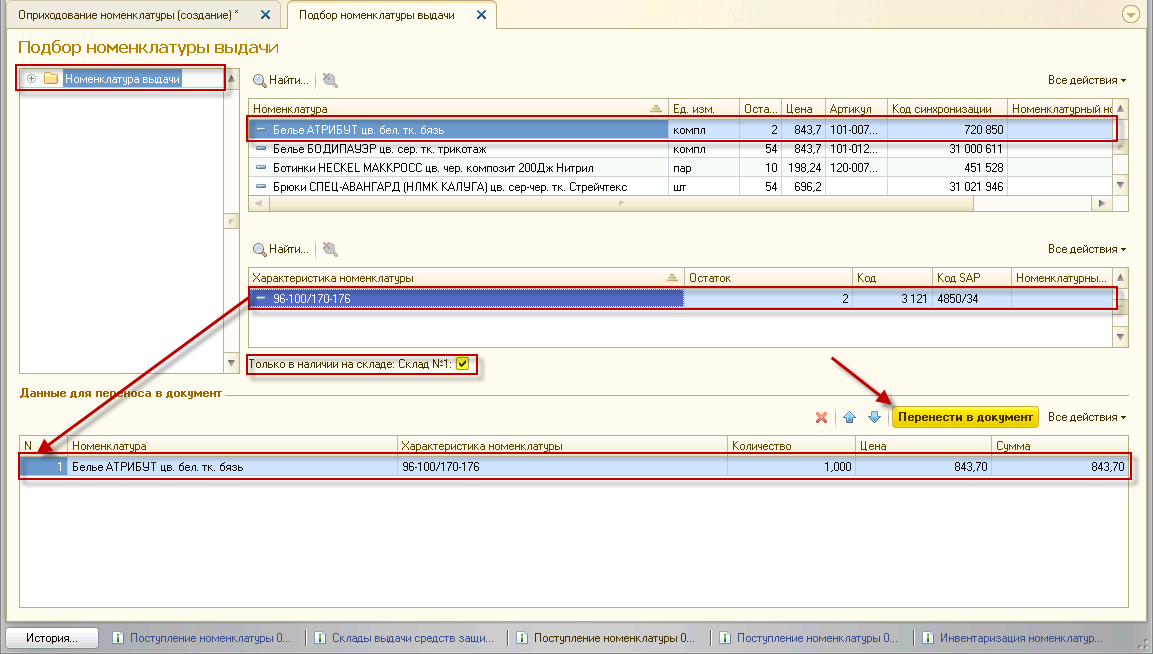 Оприходование номенклатуры (создание) *
Подбор номенклатуры выдачи
Подбор номенклатуры выдачи
Номенклатура выдачи
Найти...
Все действия
Номенклатура Ед. изм. Оста... Цена Артикул Код синхронизации Номенклатурный но
Белье АТРИБУТ цв. бел. тк. бязь компл 2 843,7 101-007... 720 850
Белье БОДИПАУЭР цв. сер. тк. трикотаж компл 54 843,7 101-012... 31 000 611
Ботинки HECKEL МАККРОСС цв. чер. композит 200Дж Нитрил пар 10 198,24 120-007... 451 528
Брюки СПЕЦ-АВАНГАРД (НЛМК КАЛУГА) цв. сер-чер. тк. Стрейчтекс шт 54 696,2 31 021 946
Найти...
Все действия
Характеристика номенклатуры Остаток Код Код SAP Номенклатурны...
96-100/170-176 2 3 121 4850/34
Только в наличии на складе: Склад №1:
Данные для переноса в документ
Перенести в документ Все действия
N Номенклатура Характеристика номенклатуры Количество Цена Сумма
1 Белье АТРИБУТ цв. бел. тк. бязь 96-100/170-176 1,000 843,70 843,70
История... Поступление номенклатуры 0... Склады выдачи средств защи... Поступление номенклатуры 0... Поступление номенклатуры 0... Инвентаризация номенклатур...